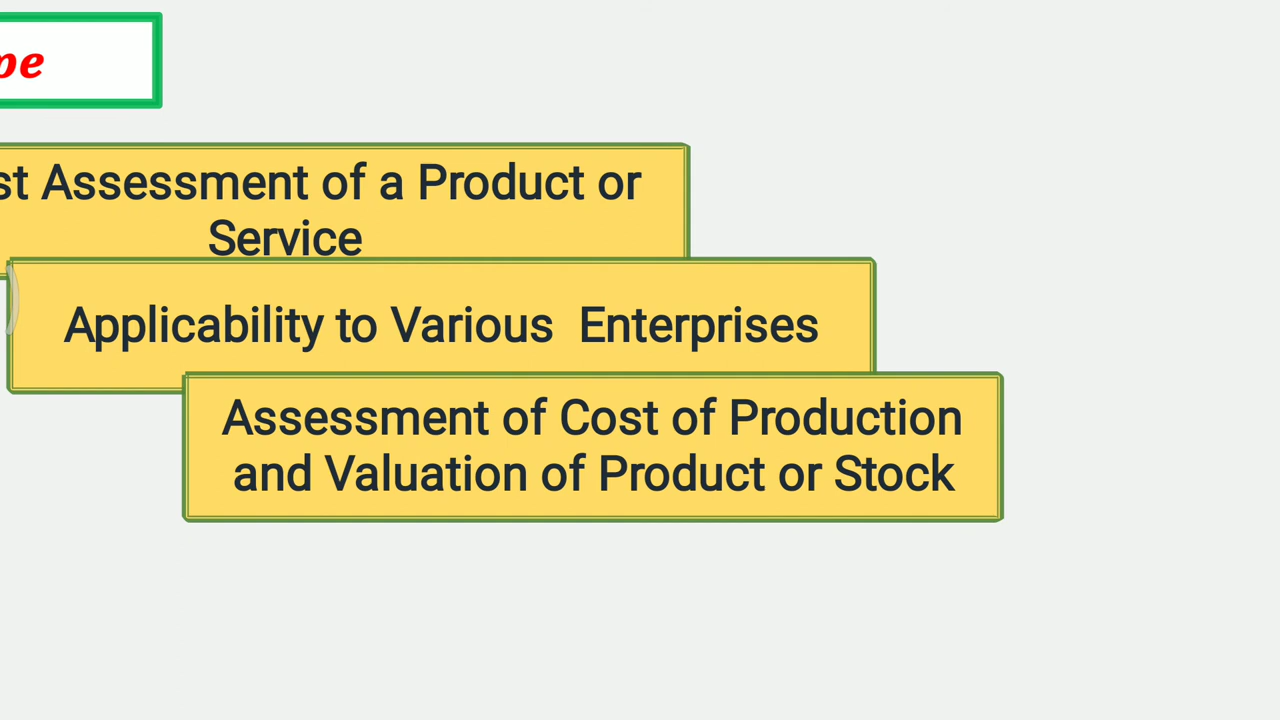 st Assessment of a Product or
Service
Applicability to Various Enterprises
Assessment of Cost of Production
and Valuation of Product or Stock